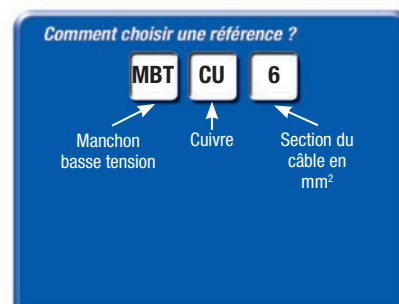 Comment choisir une référence ?
MBT CU 6
Manchon basse tension
Cuivre
Section du câble en mm²